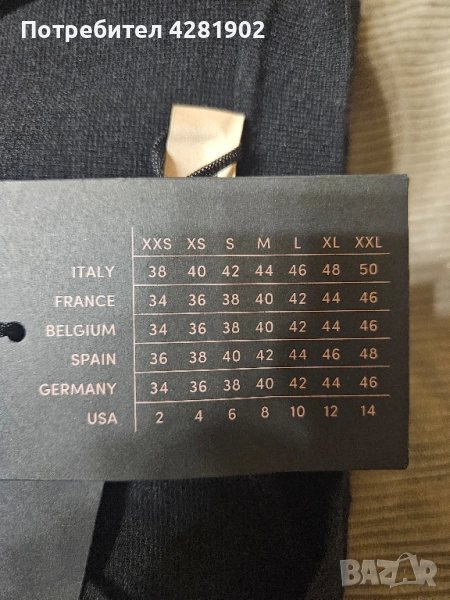 Потребител 4281902
XXS XS S M L XL XXL
ITALY 38 40 42 44 46 48 50
FRANCE 34 36 38 40 42 44 46
BELGIUM 34 36 38 40 42 44 46
SPAIN 36 38 40 42 44 46 48
GERMANY 34 36 38 40 42 44 46
USA 2 4 6 8 10 12 14
BAZAR